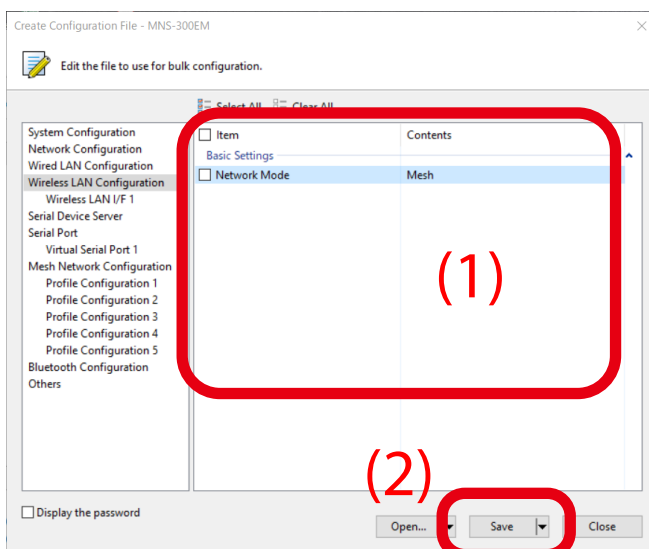 Create Configuration File - MNS-300EM
Edit the file to use for bulk configuration.
Select All Clear All
System Configuration
Network Configuration
Wired LAN Configuration
Wireless LAN Configuration
Wireless LAN I/F 1
Serial Device Server
Serial Port
Virtual Serial Port 1
Mesh Network Configuration
Profile Configuration 1
Profile Configuration 2
Profile Configuration 3
Profile Configuration 4
Profile Configuration 5
Bluetooth Configuration
Others
Item Contents
Basic Settings
Network Mode Mesh
(1)
(2)
Display the password
Open... Save Close